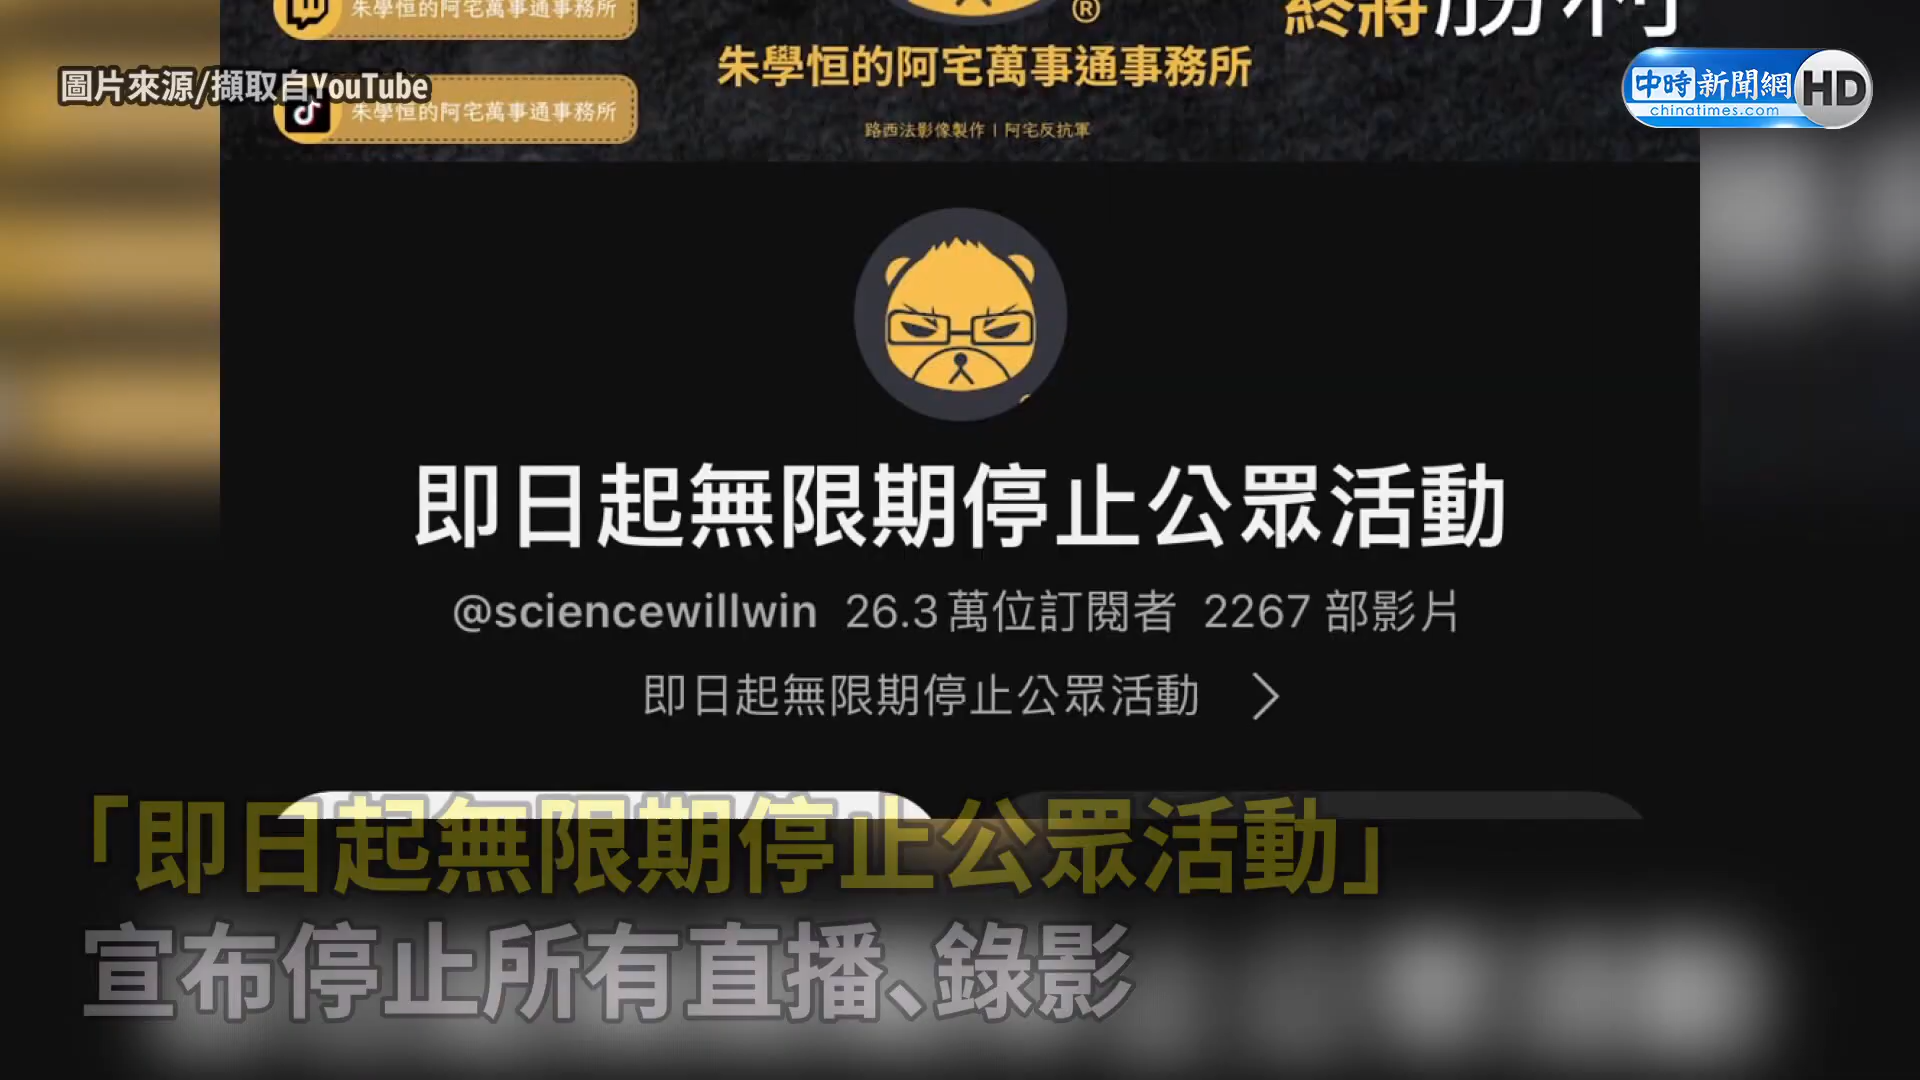 朱學恒的阿宅萬事通事務所
終將勝利
®
朱學恒的阿宅萬事通事務所
圖片來源/擷取自YouTube
朱學恒的阿宅萬事通事務所
路西法影像製作 | 阿宅反抗軍
中時新聞網 HD
chinatimes.com
即日起無限期停止公眾活動
@sciencewillwin 26.3萬位訂閱者 2267 部影片
即日起無限期停止公眾活動
「即日起無限期停止公眾活動」
宣布停止所有直播、錄影